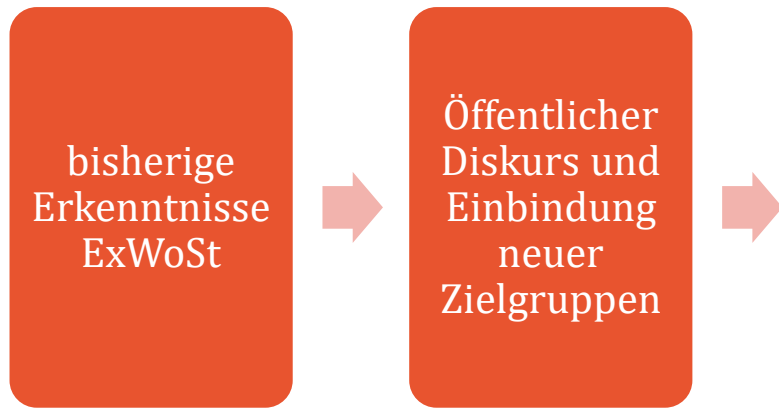 bisherige
Erkenntnisse
ExWoSt
Öffentlicher
Diskurs und
Einbindung
neuer
Zielgruppen